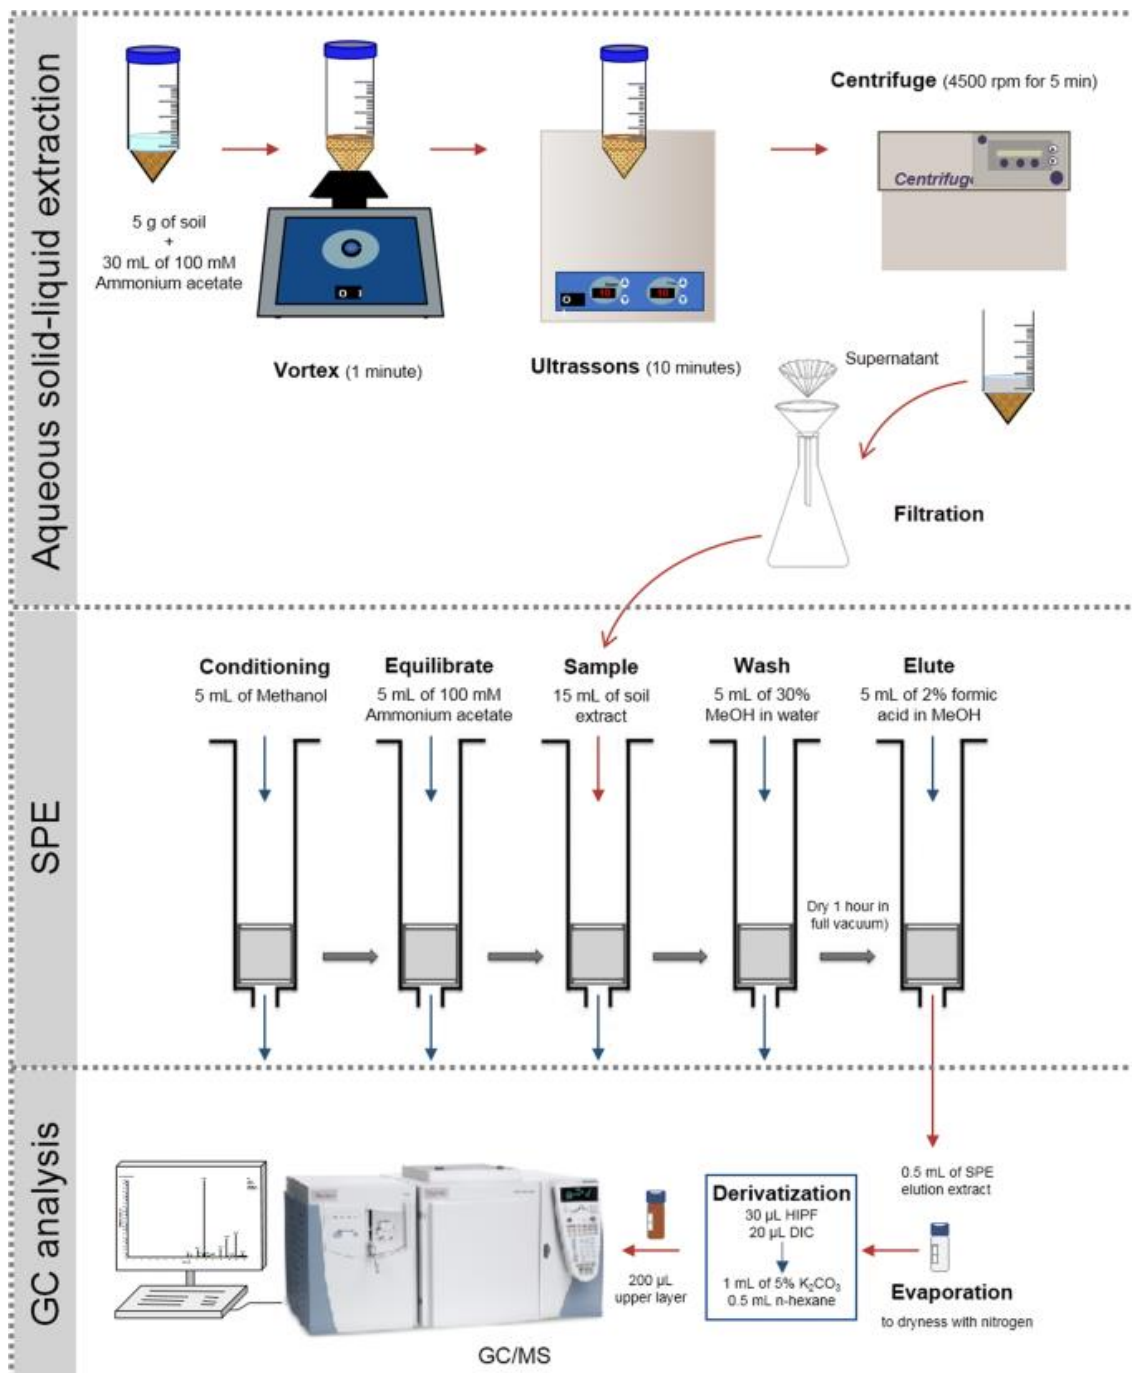 Aqueous solid-liquid extraction
5 g of soil
+
30 mL of 100 mM
Ammonium acetate
Vortex (1 minute)
O I
Ultrassons (10 minutes)
10 10
O
Centrifuge (4500 rpm for 5 min)
Centrifuge
Supernatant
Filtration
SPE
Conditioning
5 mL of Methanol
Equilibrate
5 mL of 100 mM
Ammonium acetate
Sample
15 mL of soil
extract
Wash
5 mL of 30%
MeOH in water
Elute
5 mL of 2% formic
acid in MeOH
Dry 1 hour in
full vacuum)
GC analysis
0.5 mL of SPE
elution extract
Evaporation
to dryness with nitrogen
Derivatization
30 µL HIPF
20 µL DIC
1 mL of 5% K₂CO₃
0.5 mL n-hexane
200 µL
upper layer
GC/MS